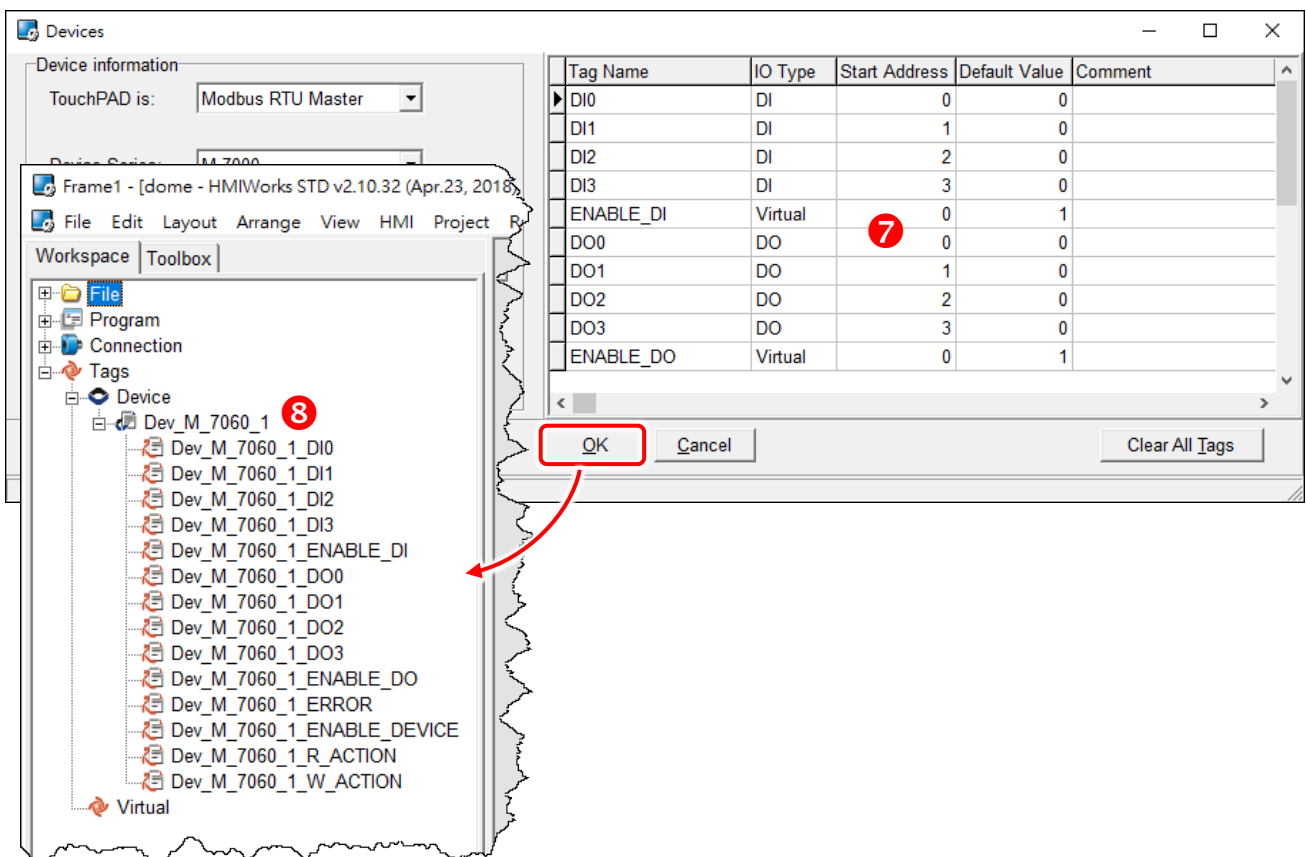 Devices
Device information
TouchPAD is: Modbus RTU Master
Device Series: M-7000
Tag Name IO Type Start Address Default Value Comment
DI0 DI 0 0
DI1 DI 1 0
DI2 DI 2 0
DI3 DI 3 0
ENABLE_DI Virtual 0 1
7
DO0 DO 0 0
DO1 DO 1 0
DO2 DO 2 0
DO3 DO 3 0
ENABLE_DO Virtual 0 1
OK Cancel Clear All Tags
Frame1 - [dome - HMIWorks STD v2.10.32 (Apr.23, 2018)
File Edit Layout Arrange View HMI Project R
Workspace Toolbox
File
Program
Connection
Tags
Device
Dev_M_7060_1 8
Dev_M_7060_1_DI0
Dev_M_7060_1_DI1
Dev_M_7060_1_DI2
Dev_M_7060_1_DI3
Dev_M_7060_1_ENABLE_DI
Dev_M_7060_1_DO0
Dev_M_7060_1_DO1
Dev_M_7060_1_DO2
Dev_M_7060_1_DO3
Dev_M_7060_1_ENABLE_DO
Dev_M_7060_1_ERROR
Dev_M_7060_1_ENABLE_DEVICE
Dev_M_7060_1_R_ACTION
Dev_M_7060_1_W_ACTION
Virtual